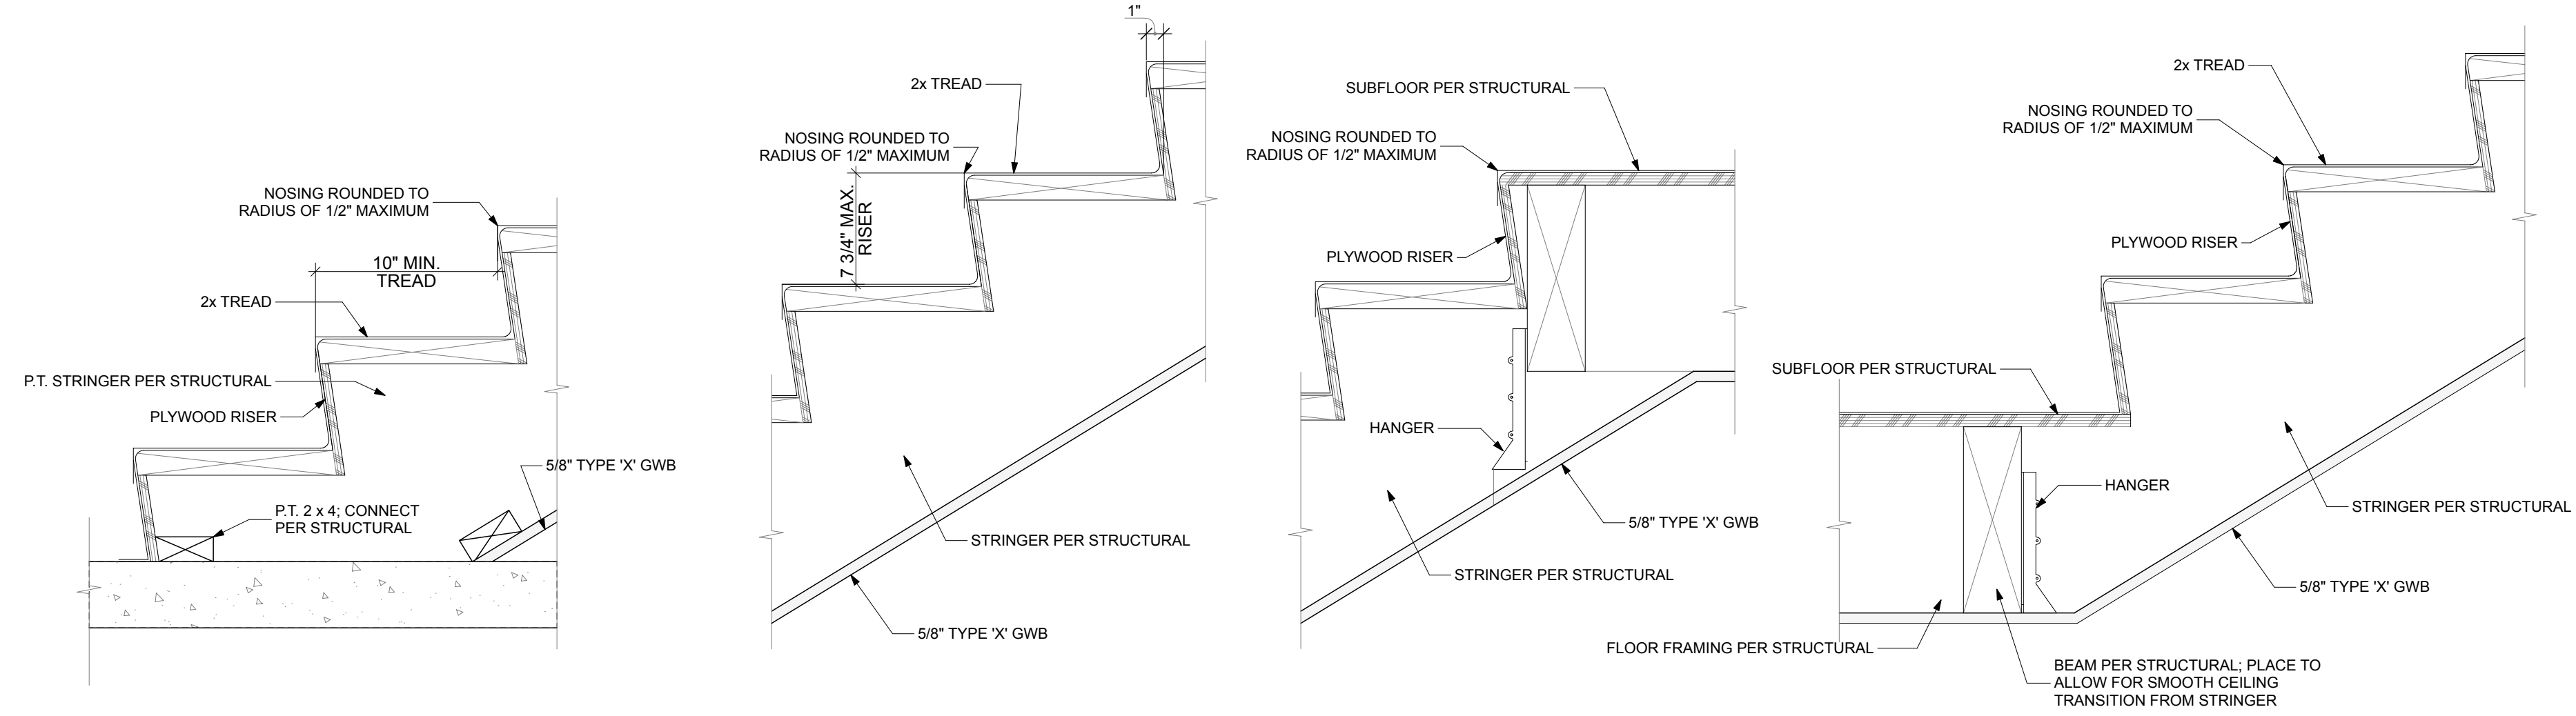 NOSING ROUNDED TO
RADIUS OF 1/2" MAXIMUM
10" MIN.
TREAD
2x TREAD
P.T. STRINGER PER STRUCTURAL
PLYWOOD RISER
5/8" TYPE 'X' GWB
P.T. 2 x 4; CONNECT
PER STRUCTURAL
1"
2x TREAD
NOSING ROUNDED TO
RADIUS OF 1/2" MAXIMUM
7 3/4" MAX.
RISER
STRINGER PER STRUCTURAL
5/8" TYPE 'X' GWB
SUBFLOOR PER STRUCTURAL
NOSING ROUNDED TO
RADIUS OF 1/2" MAXIMUM
PLYWOOD RISER
HANGER
5/8" TYPE 'X' GWB
STRINGER PER STRUCTURAL
2x TREAD
NOSING ROUNDED TO
RADIUS OF 1/2" MAXIMUM
PLYWOOD RISER
SUBFLOOR PER STRUCTURAL
HANGER
STRINGER PER STRUCTURAL
5/8" TYPE 'X' GWB
FLOOR FRAMING PER STRUCTURAL
BEAM PER STRUCTURAL; PLACE TO
ALLOW FOR SMOOTH CEILING
TRANSITION FROM STRINGER